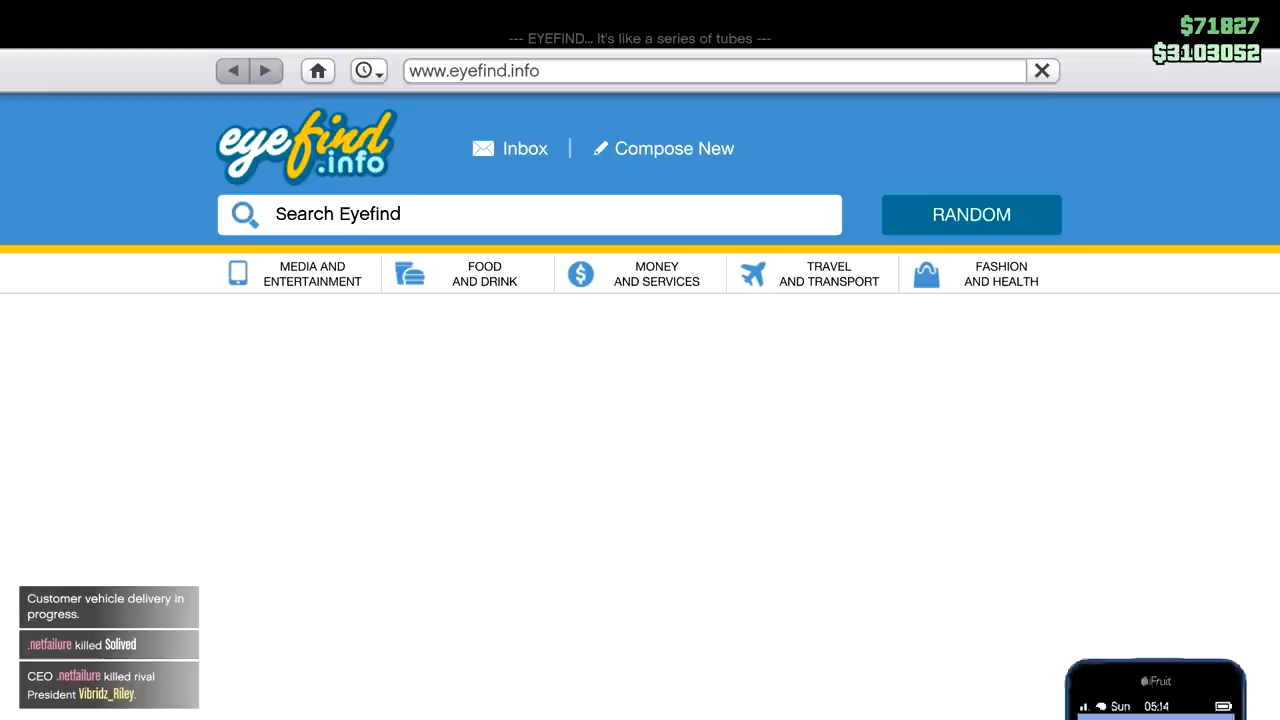 --- EYEFIND... It's like a series of tubes ---
$71827
$3103052
www.eyefind.info
eyefind.info
Inbox
Compose New
Search Eyefind
RANDOM
MEDIA AND
ENTERTAINMENT
FOOD
AND DRINK
MONEY
AND SERVICES
TRAVEL
AND TRANSPORT
FASHION
AND HEALTH
Customer vehicle delivery in
progress.
.netfailure killed Solived
CEO .netfailure killed rival
President Vibridz_Riley.
iFruit
Sun 05:14